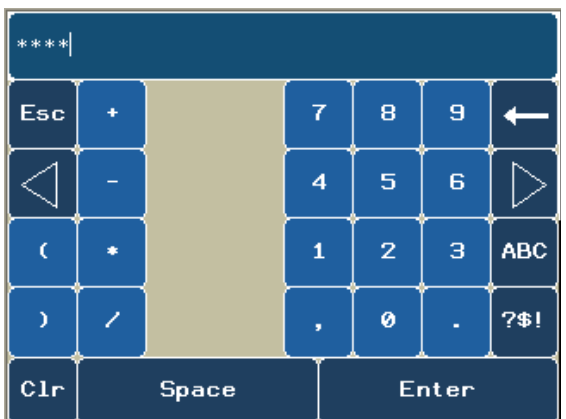 ****
Esc + 7 8 9
- 4 5 6
( * 1 2 3 ABC
) / , 0 . ?$!
Clr Space Enter